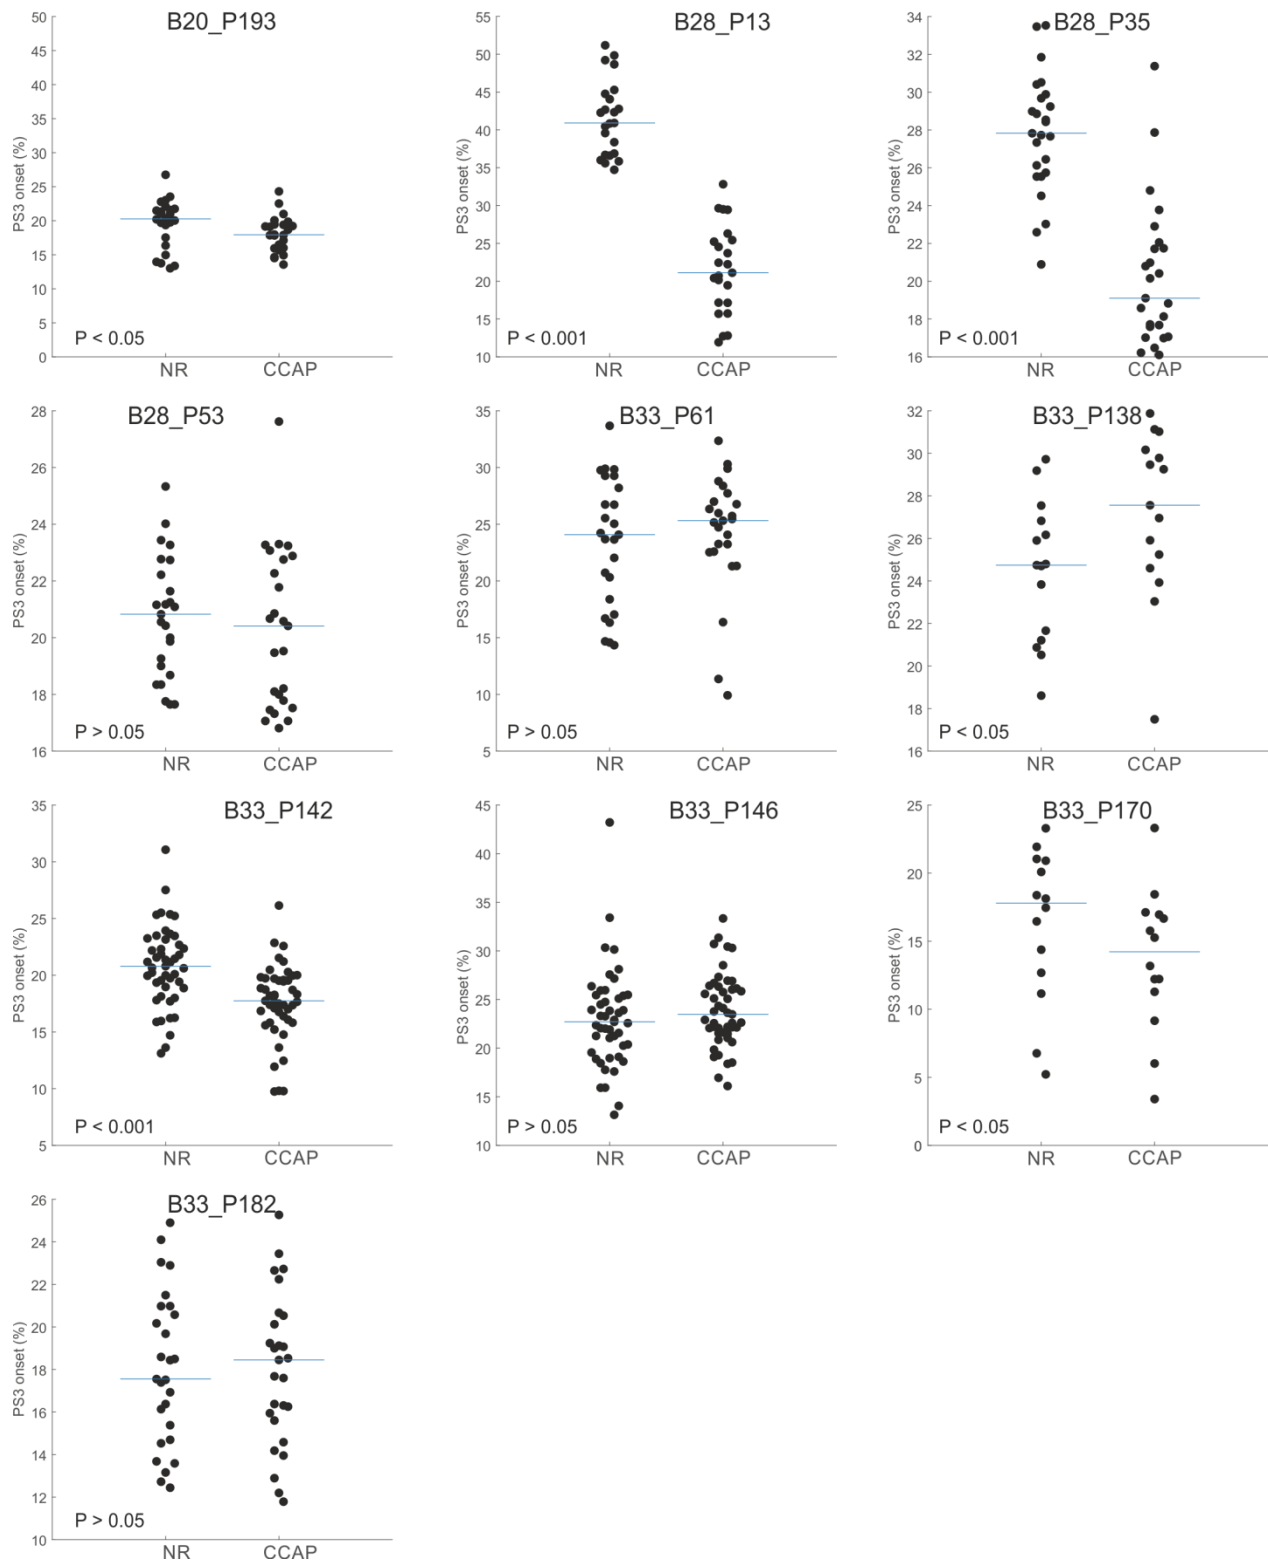 B20_P193
50
45
40
35
30
25
20
15
10
5
0
PS3 onset (%)
P < 0.05
NR CCAP
B28_P13
55
50
45
40
35
30
25
20
15
10
PS3 onset (%)
P < 0.001
NR CCAP
B28_P35
34
32
30
28
26
24
22
20
18
16
PS3 onset (%)
P < 0.001
NR CCAP
B28_P53
28
26
24
22
20
18
16
PS3 onset (%)
P > 0.05
NR CCAP
B33_P61
35
30
25
20
15
10
5
PS3 onset (%)
P > 0.05
NR CCAP
B33_P138
32
30
28
26
24
22
20
18
16
PS3 onset (%)
P < 0.05
NR CCAP
B33_P142
35
30
25
20
15
10
5
PS3 onset (%)
P < 0.001
NR CCAP
B33_P146
45
40
35
30
25
20
15
10
PS3 onset (%)
P > 0.05
NR CCAP
B33_P170
25
20
15
10
5
0
PS3 onset (%)
P < 0.05
NR CCAP
B33_P182
26
24
22
20
18
16
14
12
10
PS3 onset (%)
P > 0.05
NR CCAP